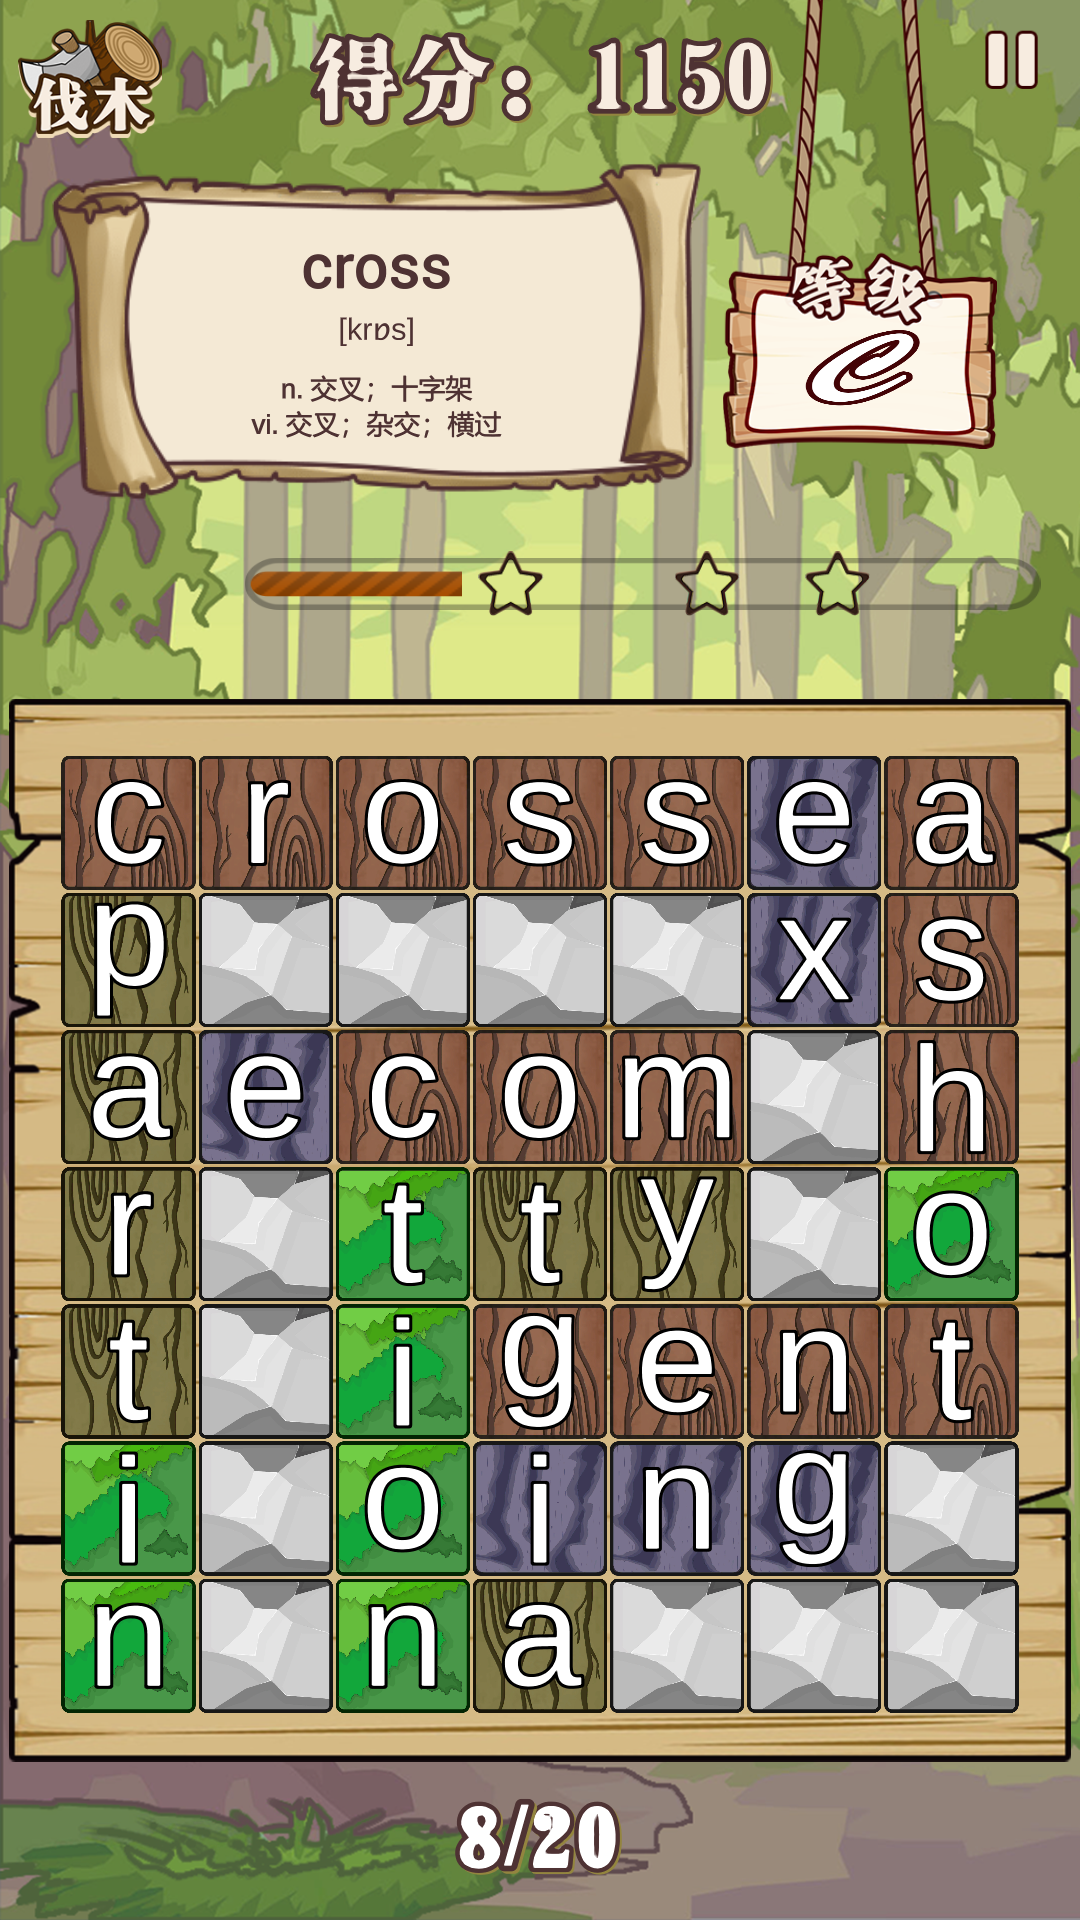 伐木
得分：1150
cross
[krɒs]
n. 交叉；十字架
vi. 交叉；杂交；横过
等级
C
c r o s s e a
p x s
a e c o m h
r t t y o
t i g e n t
i o i n g
n n a
8/20